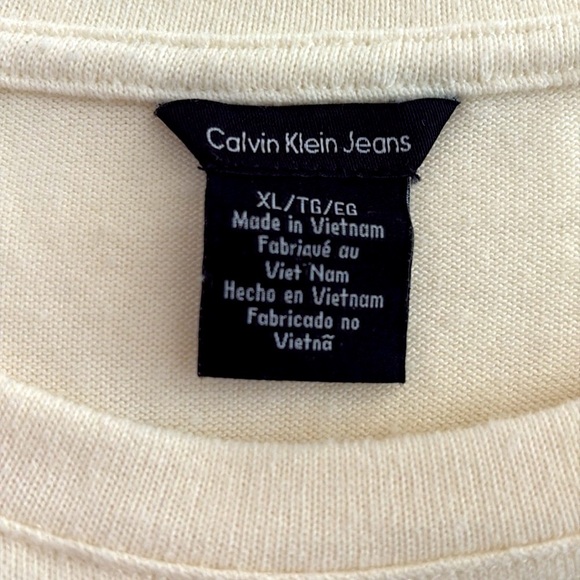 Calvin Klein Jeans
XL/TG/EG
Made in Vietnam
Fabriqué au
Viet Nam
Hecho en Vietnam
Fabricado no
Vietnã